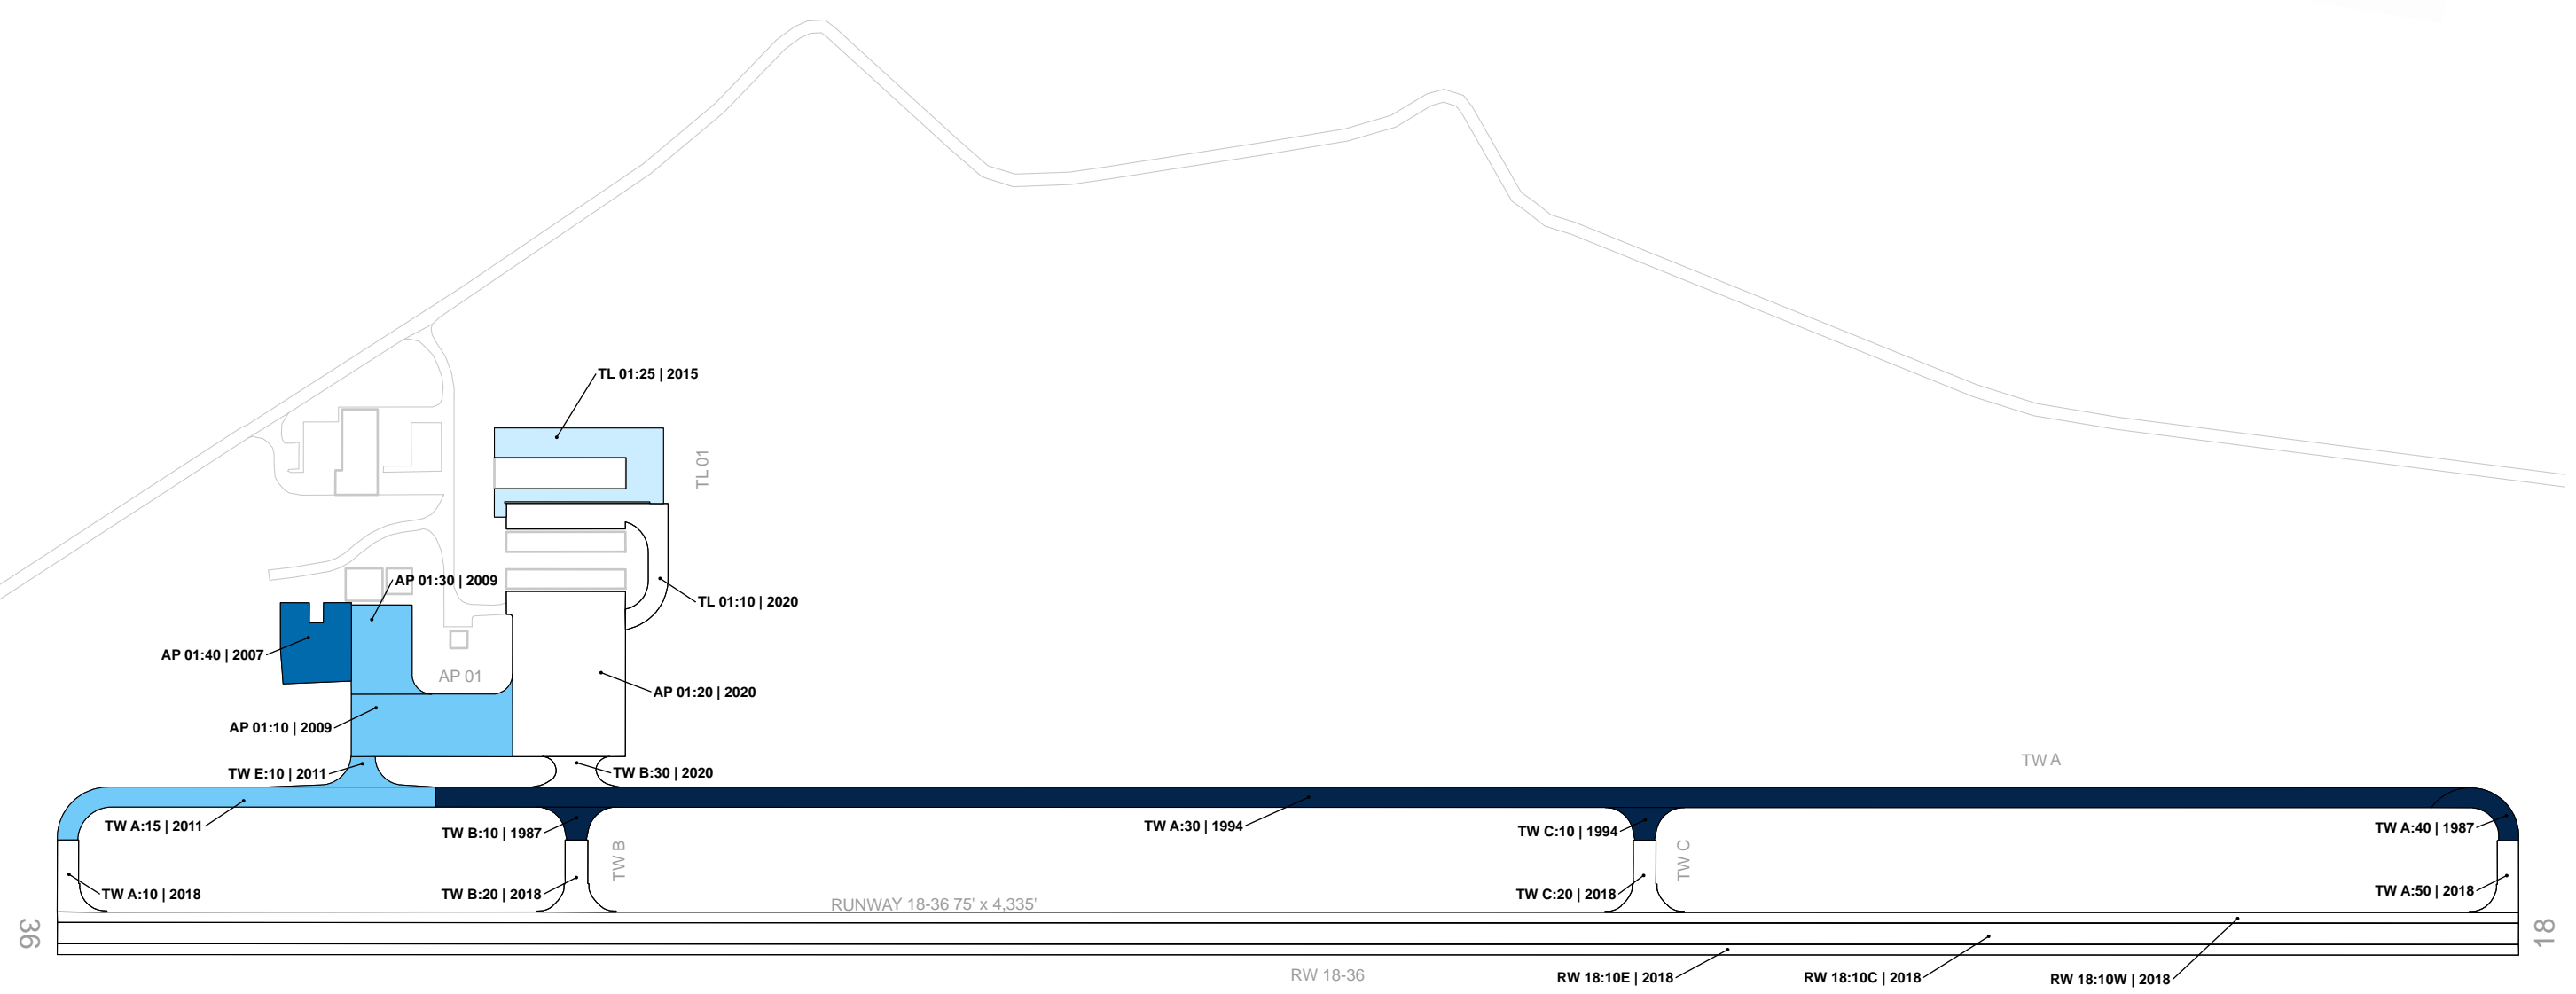 TL 01:25 | 2015
TL 01
AP 01:30 | 2009
TL 01:10 | 2020
AP 01:40 | 2007
AP 01
AP 01:20 | 2020
AP 01:10 | 2009
TW E:10 | 2011
TW B:30 | 2020
TW A
TW A:15 | 2011
TW B:10 | 1987
TW A:30 | 1994
TW C:10 | 1994
TW A:40 | 1987
TW B
TW C
TW A:10 | 2018
TW B:20 | 2018
TW C:20 | 2018
TW A:50 | 2018
RUNWAY 18-36 75' x 4,335'
36
18
RW 18-36
RW 18:10E | 2018
RW 18:10C | 2018
RW 18:10W | 2018